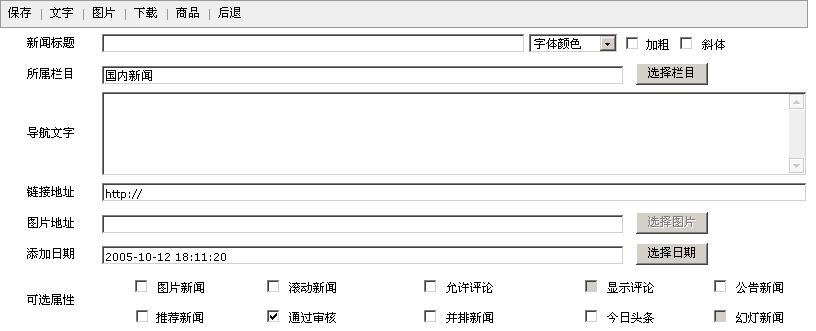 保存 | 文字 | 图片 | 下载 | 商品 | 后退
新闻标题 字体颜色 加粗 斜体
所属栏目 国内新闻 选择栏目
导航文字
链接地址 http://
图片地址 选择图片
添加日期 2005-10-12 18:11:20 选择日期
可选属性
图片新闻 滚动新闻 允许评论 显示评论 公告新闻
推荐新闻 通过审核 并排新闻 今日头条 幻灯新闻